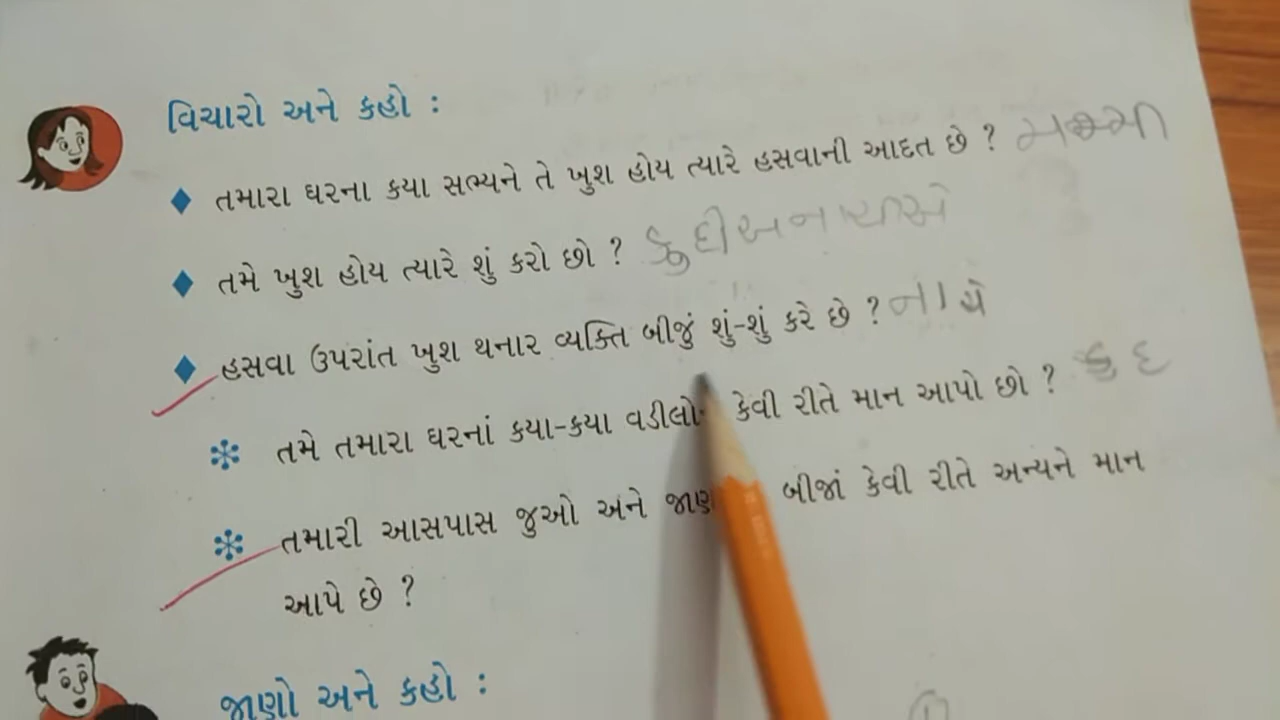 વિચારો અને કહો :
તમારા ઘરના કયા સભ્યને તે ખુશ હોય ત્યારે હસવાની આદત છે ? મમ્મી
તમે ખુશ હોય ત્યારે શું કરો છો ?
હસવા ઉપરાંત ખુશ થનાર વ્યક્તિ બીજું શું-શું કરે છે ? નાચે
તમે તમારા ઘરનાં કયા-કયા કેવી રીતે માન આપો છો ? કુદ
તમારી આસપાસ જુઓ અને બીજાં કેવી રીતે અન્યને માન
આપે છે ?
જાણો અને કહો :